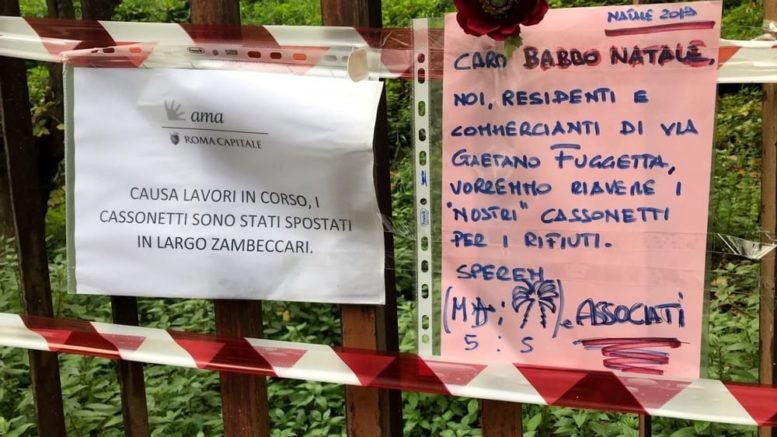 ama
ROMA CAPITALE
CAUSA LAVORI IN CORSO, I
CASSONETTI SONO STATI SPOSTATI
IN LARGO ZAMBECCARI.
NATALE 2019
CARO BABBO NATALE,
NOI, RESIDENTI E
COMMERCIANTI DI VIA
GAETANO FUGGETTA,
VORREMMO RIAVERE I
"NOSTRI" CASSONETTI
PER I RIFIUTI.
SPEREM
ASSOCIATI
5 : S